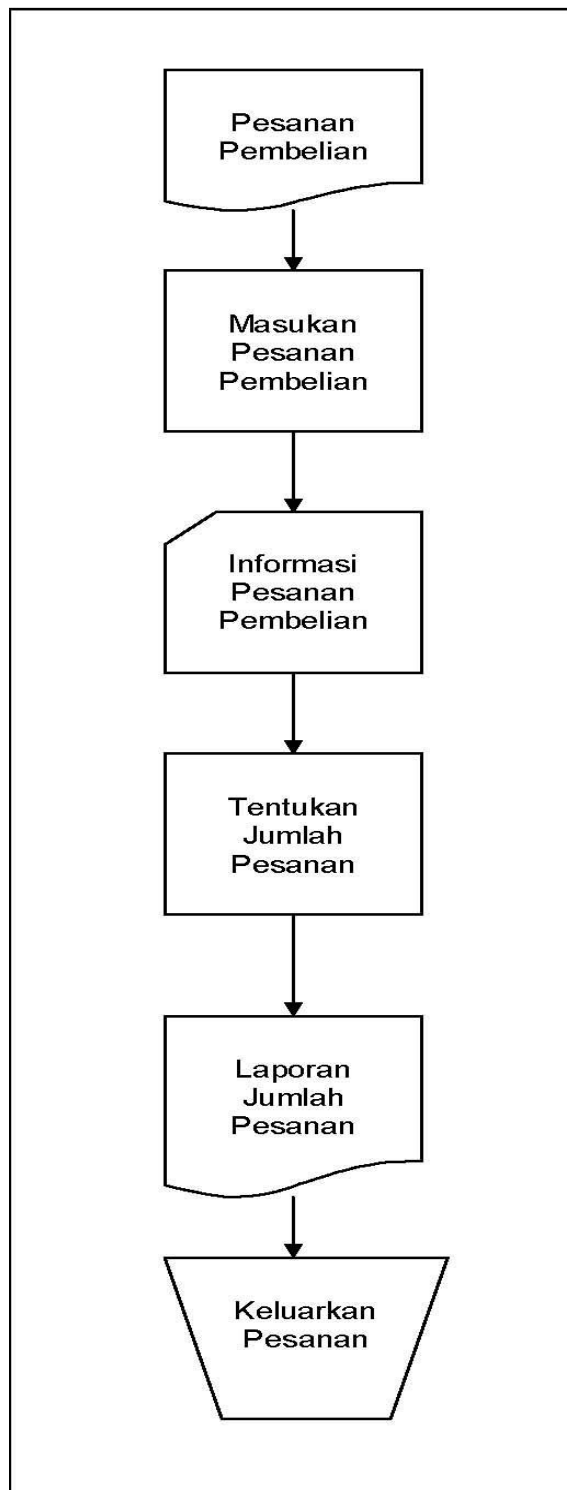 Pesanan
Pembelian
Masukan
Pesanan
Pembelian
Informasi
Pesanan
Pembelian
Tentukan
Jumlah
Pesanan
Laporan
Jumlah
Pesanan
Keluarkan
Pesanan